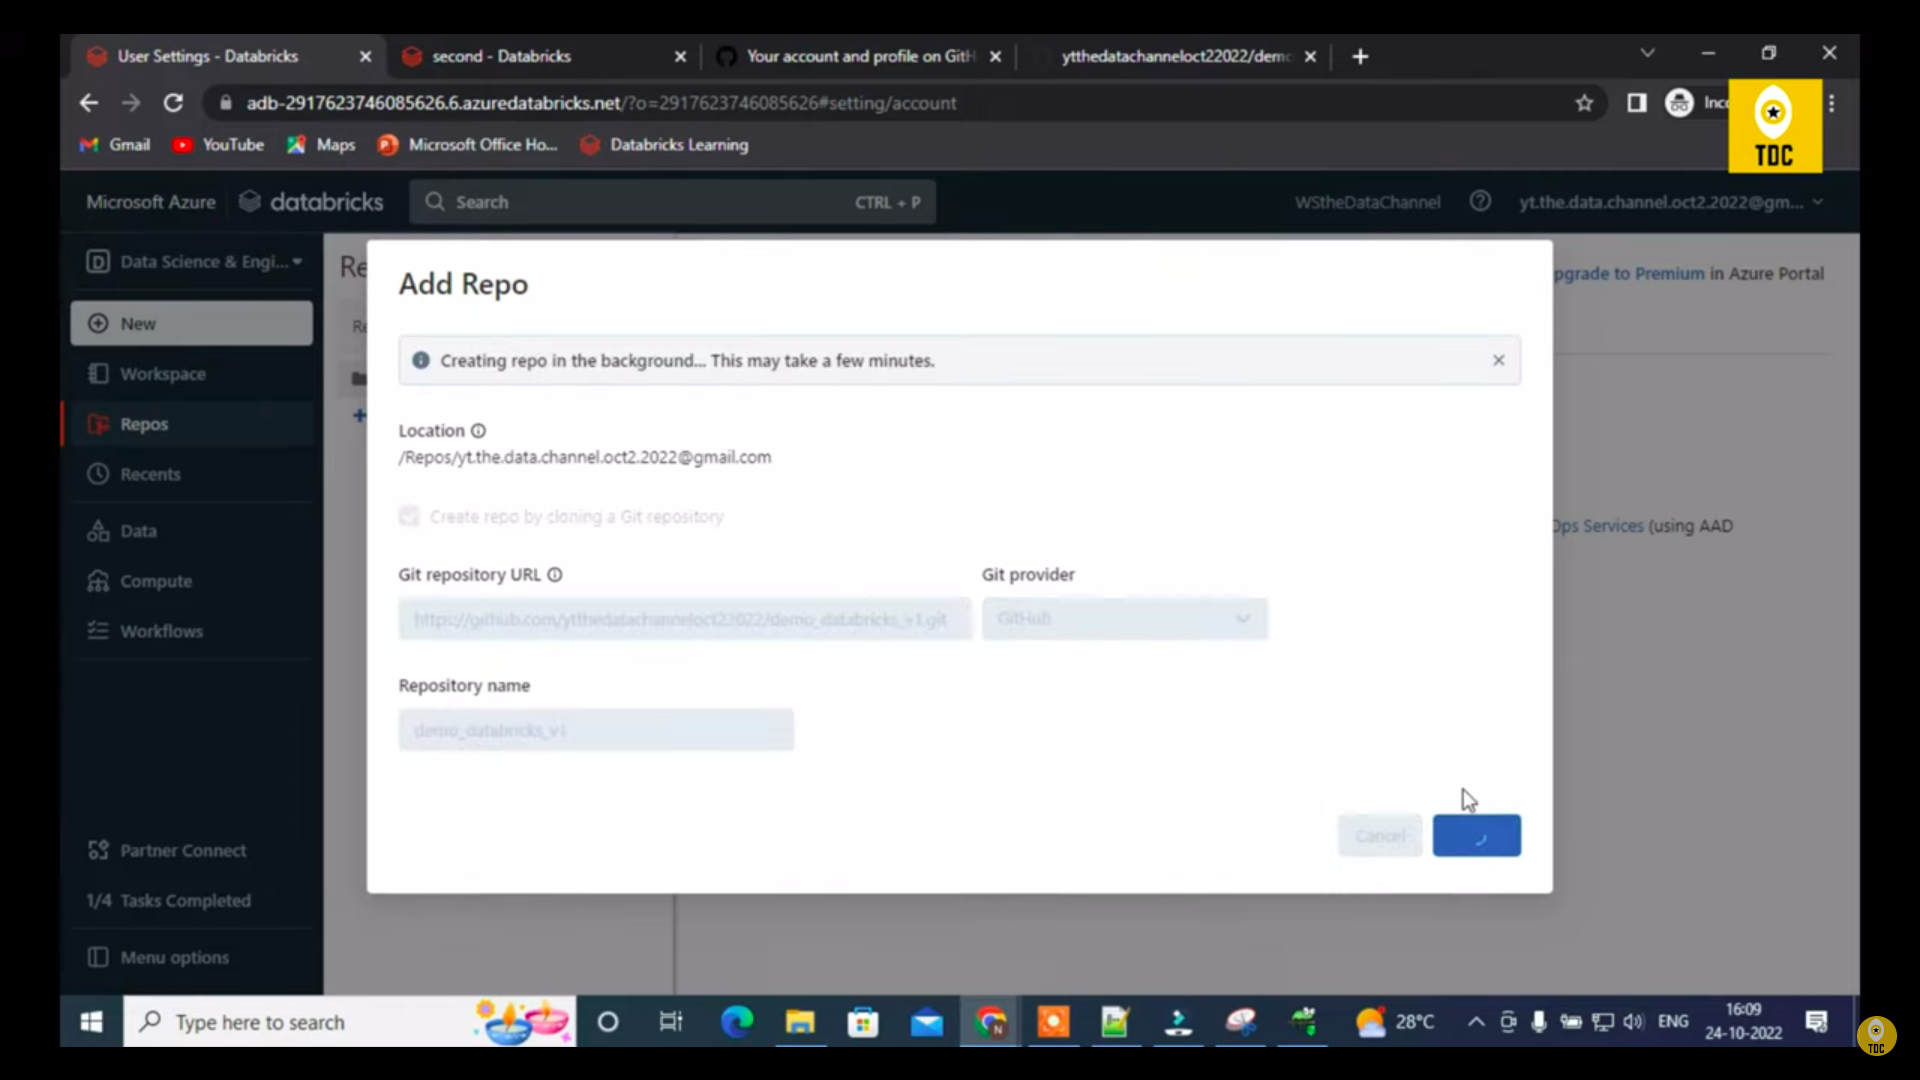 User Settings - Databricks
second - Databricks
Your account and profile on GitH
ytthedatachanneloct22022/demo
adb-2917623746085626.6.azuredatabricks.net/?o=2917623746085626#setting/account
Inc
TDC
Gmail
YouTube
Maps
Microsoft Office Ho...
Databricks Learning
Microsoft Azure
databricks
Search
CTRL + P
WStheDataChannel
yt.the.data.channel.oct2.2022@gm...
Data Science & Engi...
Re
pgrade to Premium in Azure Portal
New
Re
Workspace
Repos
Recents
Data
Compute
Workflows
Partner Connect
1/4 Tasks Completed
Menu options
Add Repo
Creating repo in the background... This may take a few minutes.
Location
/Repos/yt.the.data.channel.oct2.2022@gmail.com
Create repo by cloning a Git repository
Git repository URL
Git provider
https://github.com/ytthedatachanneloct22022/demo_databricks_v1.git
GitHub
Repository name
demo_databricks_v1
Cancel
Ops Services (using AAD
Type here to search
28°C
ENG
16:09
24-10-2022
TDC